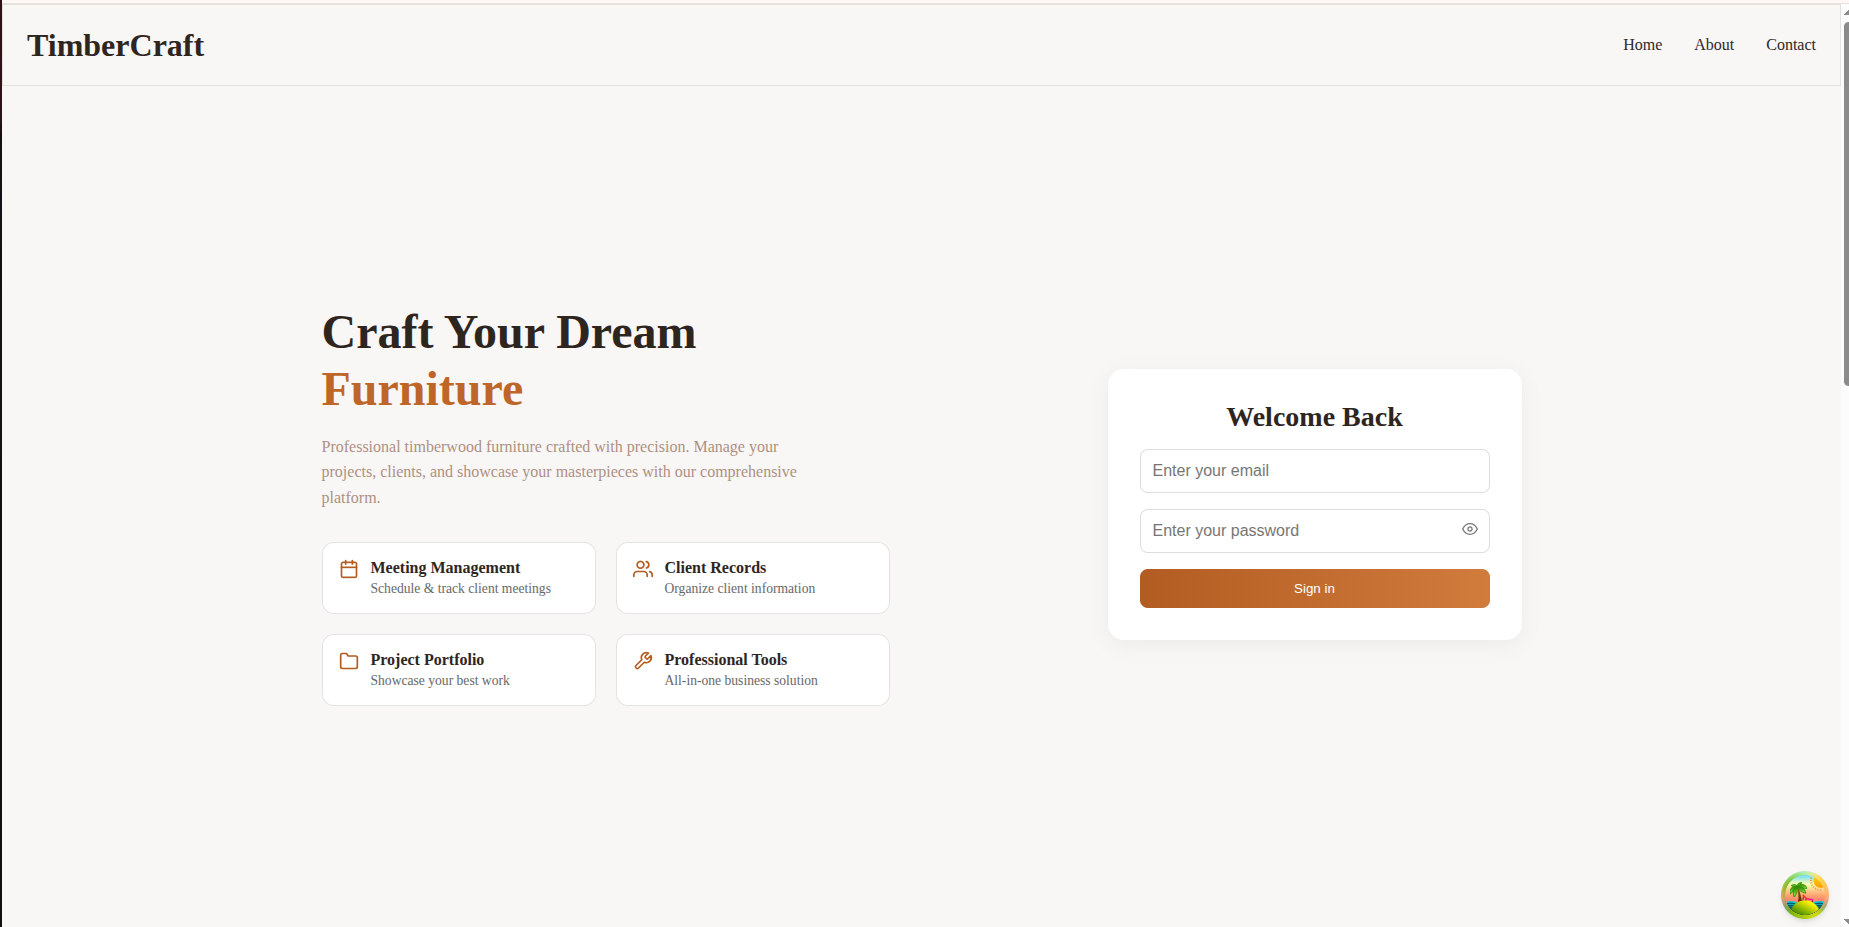 TimberCraft
Home
About
Contact
Craft Your Dream
Furniture
Professional timberwood furniture crafted with precision. Manage your
projects, clients, and showcase your masterpieces with our comprehensive
platform.
Meeting Management
Schedule & track client meetings
Client Records
Organize client information
Project Portfolio
Showcase your best work
Professional Tools
All-in-one business solution
Welcome Back
Enter your email
Enter your password
Sign in